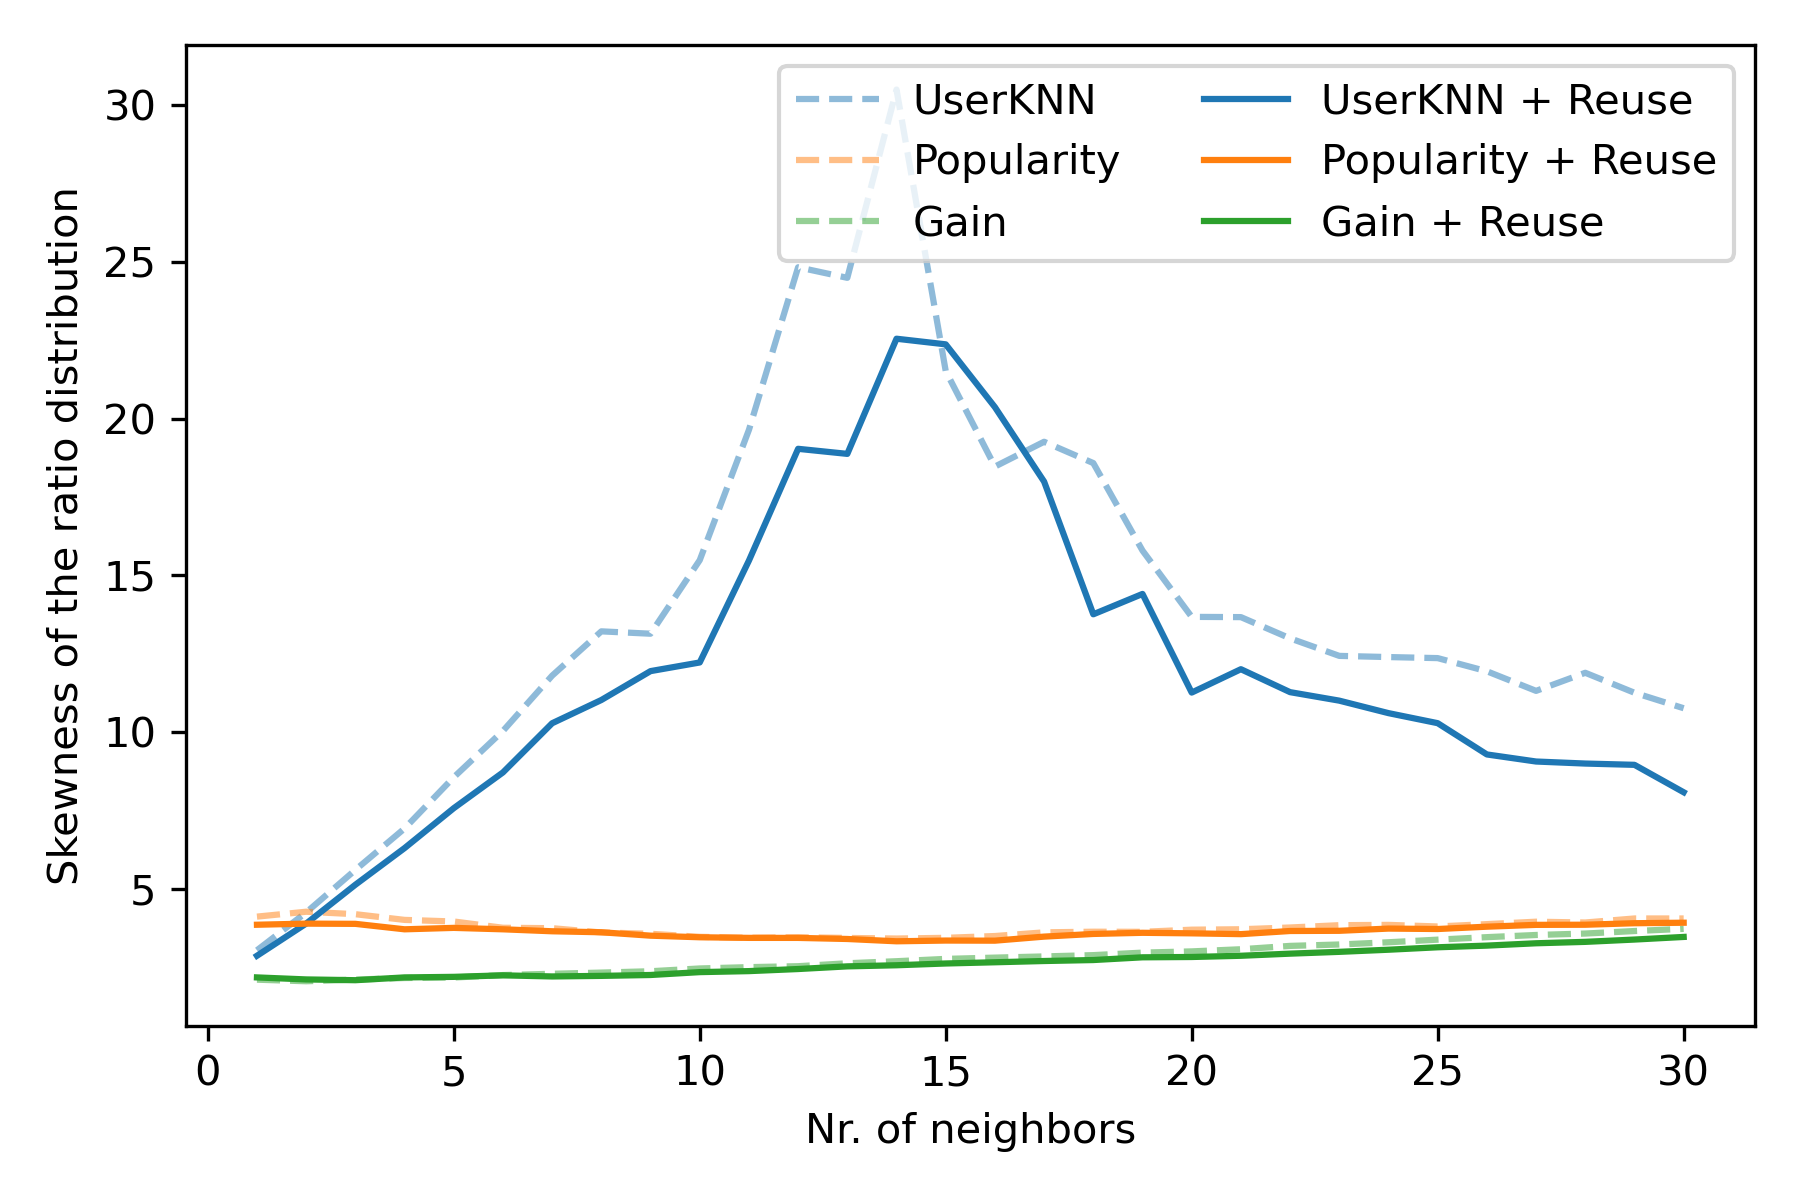 Skewness of the ratio distribution
30
25
20
15
10
5
UserKNN
Popularity
Gain
UserKNN + Reuse
Popularity + Reuse
Gain + Reuse
0 5 10 15 20 25 30
Nr. of neighbors